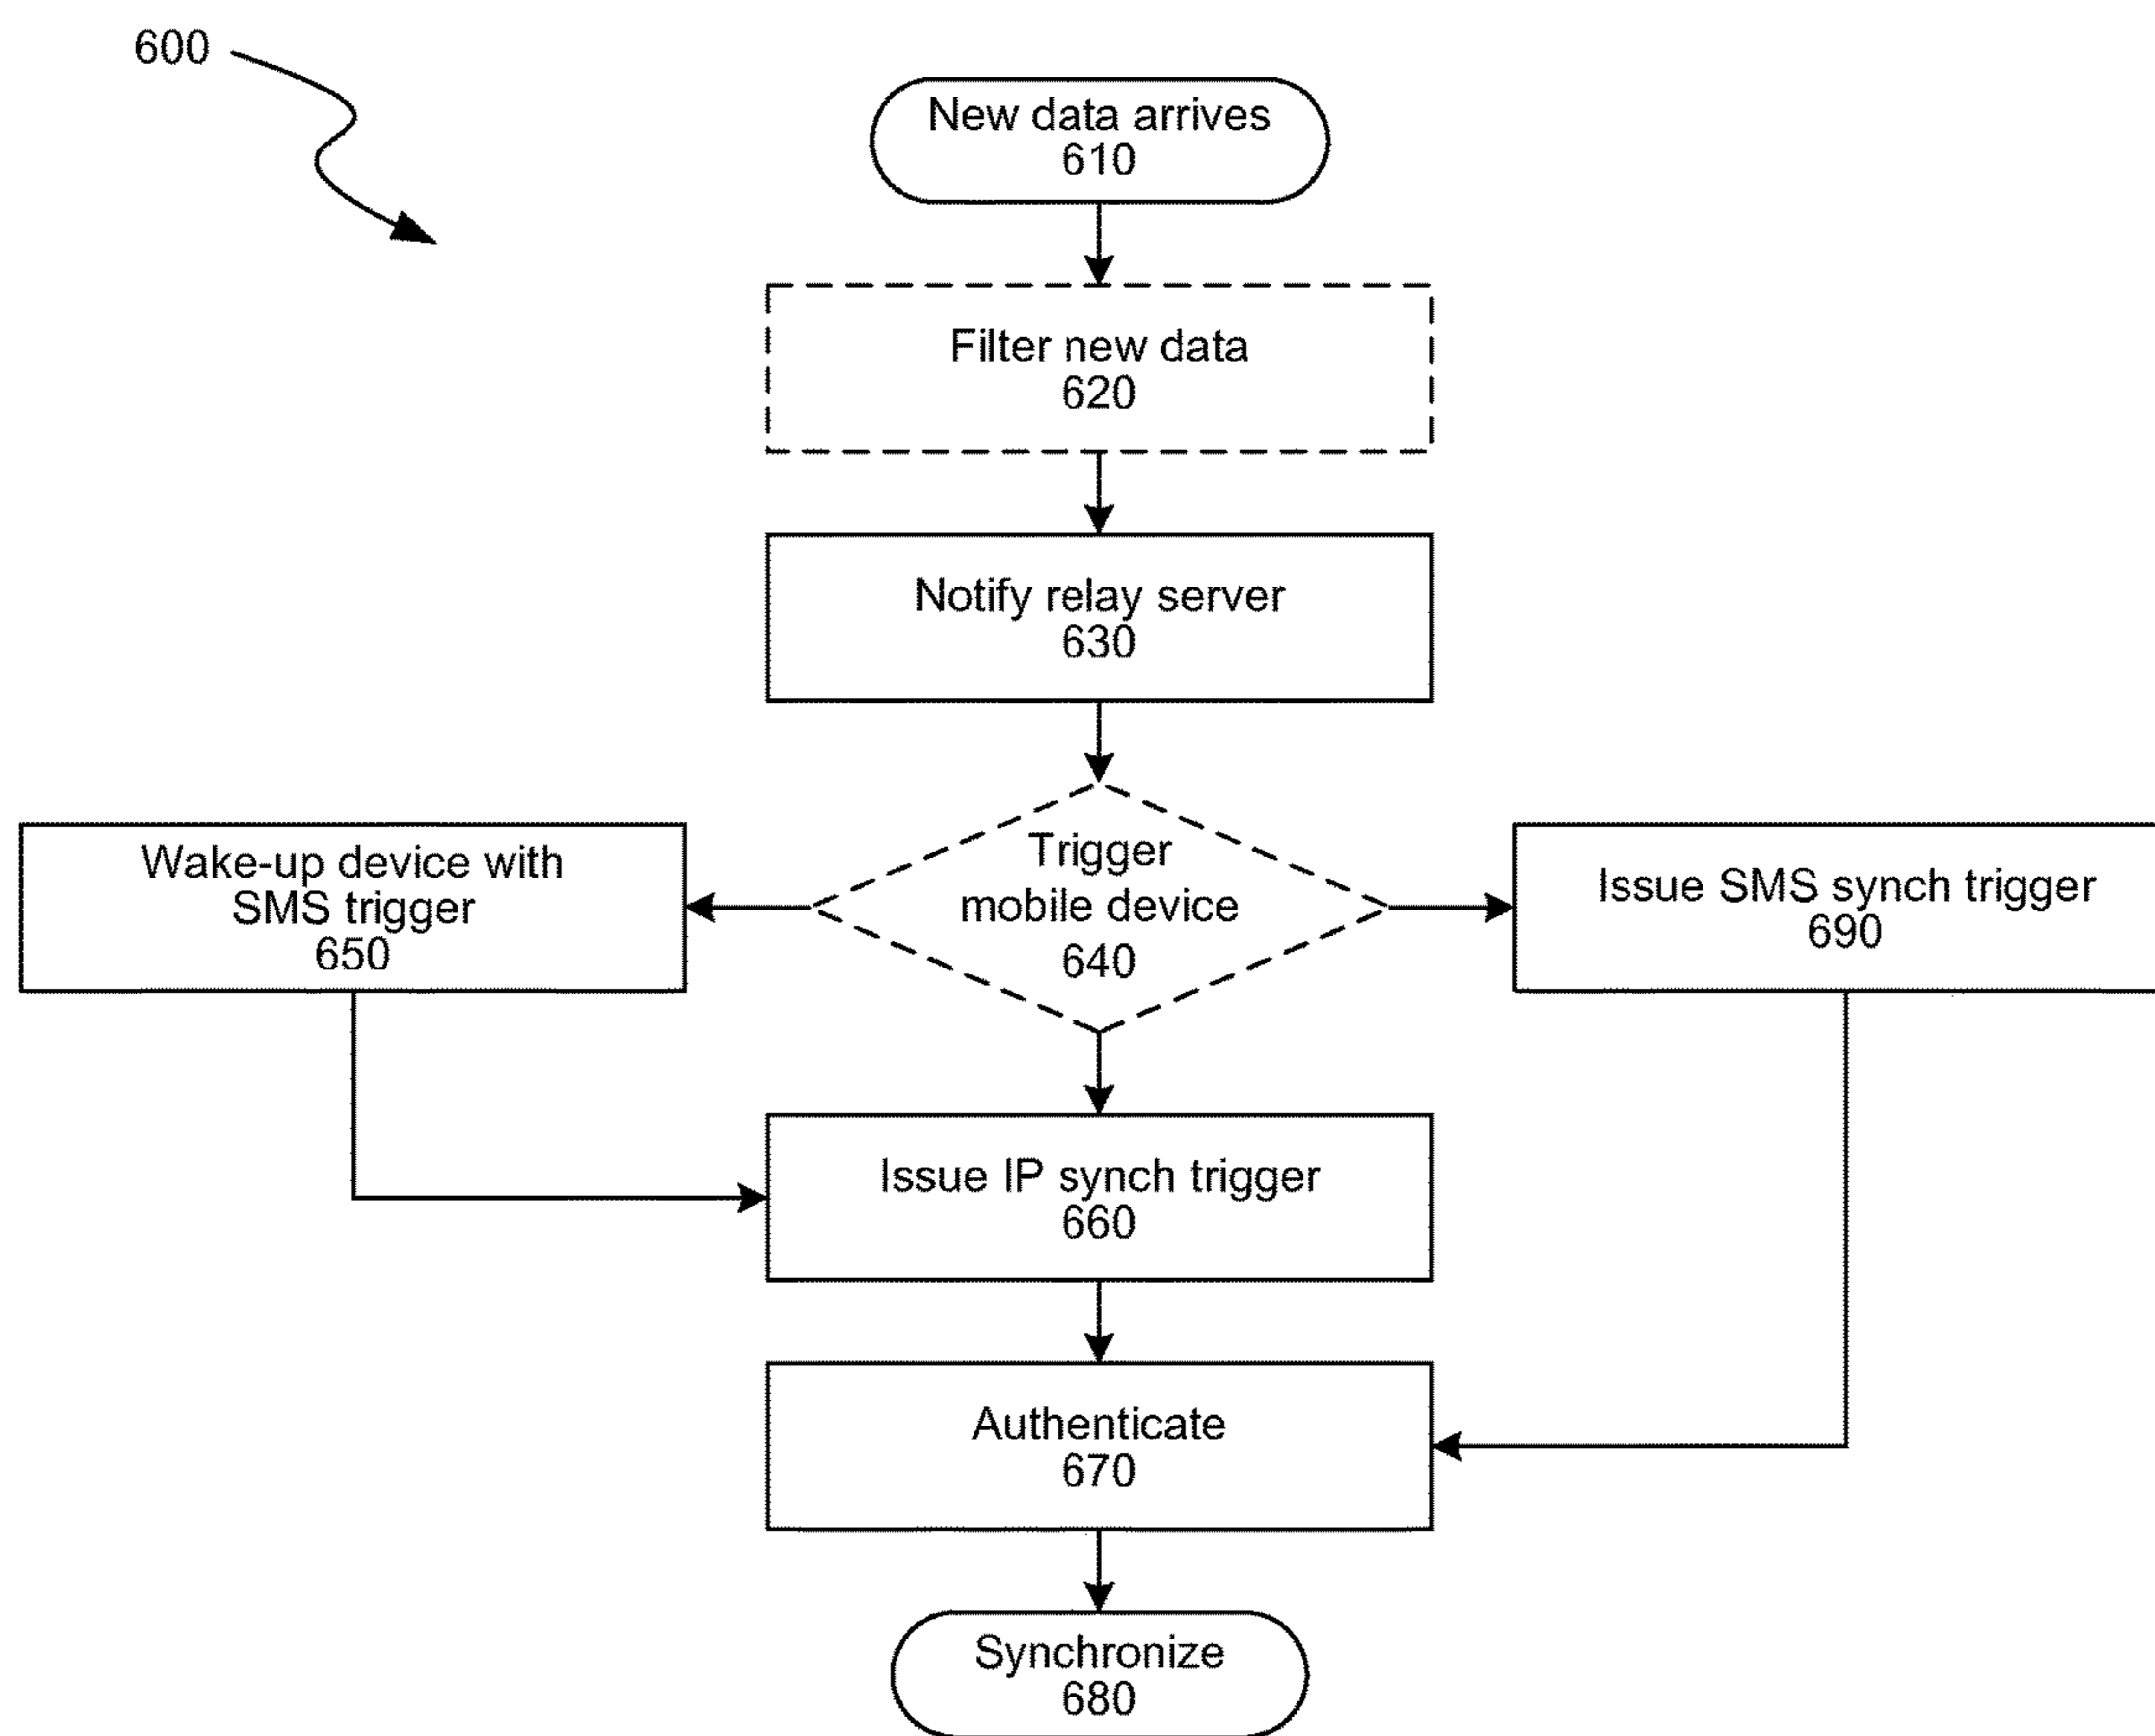 600
New data arrives
610
Filter new data
620
Notify relay server
630
Wake-up device with
SMS trigger
650
Trigger
mobile device
640
Issue SMS synch trigger
690
Issue IP synch trigger
660
Authenticate
670
Synchronize
680